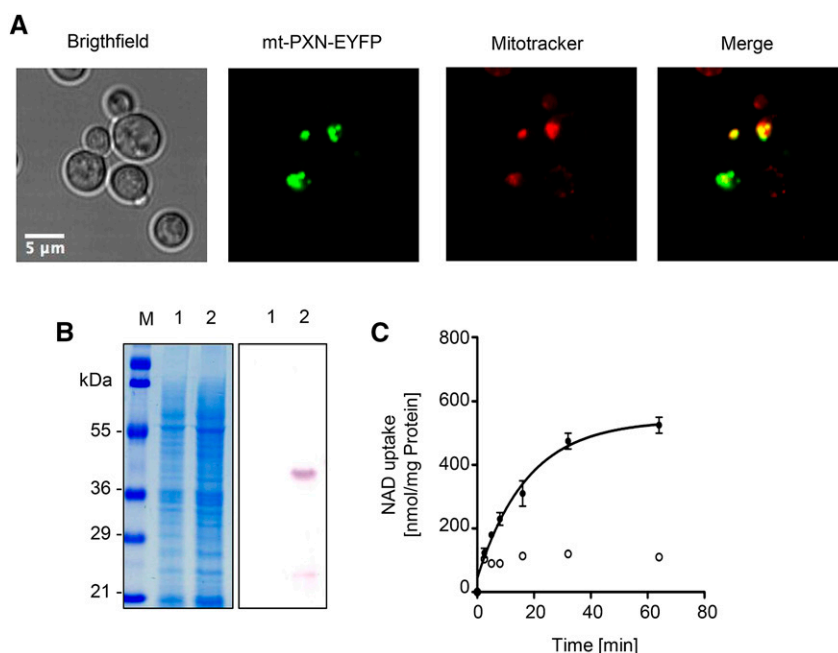 A
Brigthfield
mt-PXN-EYFP
Mitotracker
Merge
5 µm
B
M 1 2
1 2
kDa
55 -
36 -
29 -
21 -
C
NAD uptake
[nmol/mg Protein]
800
600
400
200
0
0 20 40 60 80
Time [min]